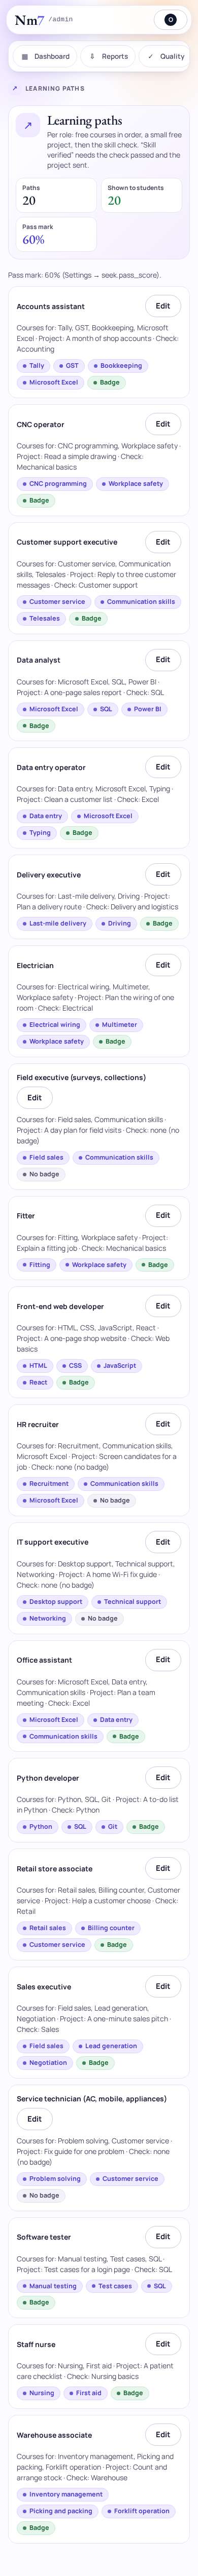 Nm7 /admin
O
Dashboard
Reports
Quality
↗ LEARNING PATHS
↗
Learning paths
Per role: free courses in order, a small free
project, then the skill check. “Skill
verified” needs the check passed and the
project sent.
Paths
20
Shown to students
20
Pass mark
60%
Pass mark: 60% (Settings → seek pass_score).
Accounts assistant
Edit
Courses for: Tally, GST, Bookkeeping, Microsoft
Excel · Project: A month of shop accounts · Check:
Accounting
Tally
GST
Bookkeeping
Microsoft Excel
Badge
CNC operator
Edit
Courses for: CNC programming, Workplace safety ·
Project: Read a simple drawing · Check:
Mechanical basics
CNC programming
Workplace safety
Badge
Customer support executive
Edit
Courses for: Customer service, Communication
skills, Telesales · Project: Reply to three customer
messages · Check: Customer support
Customer service
Communication skills
Telesales
Badge
Data analyst
Edit
Courses for: Microsoft Excel, SQL, Power BI ·
Project: A one-page sales report · Check: SQL
Microsoft Excel
SQL
Power BI
Badge
Data entry operator
Edit
Courses for: Data entry, Microsoft Excel, Typing ·
Project: Clean a customer list · Check: Excel
Data entry
Microsoft Excel
Typing
Badge
Delivery executive
Edit
Courses for: Last-mile delivery, Driving · Project:
Plan a delivery route · Check: Delivery and logistics
Last-mile delivery
Driving
Badge
Electrician
Edit
Courses for: Electrical wiring, Multimeter,
Workplace safety · Project: Plan the wiring of one
room · Check: Electrical
Electrical wiring
Multimeter
Workplace safety
Badge
Field executive (surveys, collections)
Edit
Courses for: Field sales, Communication skills ·
Project: A day plan for field visits · Check: none (no
badge)
Field sales
Communication skills
No badge
Fitter
Edit
Courses for: Fitting, Workplace safety · Project:
Explain a fitting job · Check: Mechanical basics
Fitting
Workplace safety
Badge
Front-end web developer
Edit
Courses for: HTML, CSS, JavaScript, React ·
Project: A one-page shop website · Check: Web
basics
HTML
CSS
JavaScript
React
Badge
HR recruiter
Edit
Courses for: Recruitment, Communication skills,
Microsoft Excel · Project: Screen candidates for a
job · Check: none (no badge)
Recruitment
Communication skills
Microsoft Excel
No badge
IT support executive
Edit
Courses for: Desktop support, Technical support,
Networking · Project: A home Wi-Fi fix guide ·
Check: none (no badge)
Desktop support
Technical support
Networking
No badge
Office assistant
Edit
Courses for: Microsoft Excel, Data entry,
Communication skills · Project: Plan a team
meeting · Check: Excel
Microsoft Excel
Data entry
Communication skills
Badge
Python developer
Edit
Courses for: Python, SQL, Git · Project: A to-do list
in Python · Check: Python
Python
SQL
Git
Badge
Retail store associate
Edit
Courses for: Retail sales, Billing counter, Customer
service · Project: Help a customer choose · Check:
Retail
Retail sales
Billing counter
Customer service
Badge
Sales executive
Edit
Courses for: Field sales, Lead generation,
Negotiation · Project: A one-minute sales pitch ·
Check: Sales
Field sales
Lead generation
Negotiation
Badge
Service technician (AC, mobile, appliances)
Edit
Courses for: Problem solving, Customer service ·
Project: Fix guide for one problem · Check: none
(no badge)
Problem solving
Customer service
No badge
Software tester
Edit
Courses for: Manual testing, Test cases, SQL ·
Project: Test cases for a login page · Check: SQL
Manual testing
Test cases
SQL
Badge
Staff nurse
Edit
Courses for: Nursing, First aid · Project: A patient
care checklist · Check: Nursing basics
Nursing
First aid
Badge
Warehouse associate
Edit
Courses for: Inventory management, Picking and
packing, Forklift operation · Project: Count and
arrange stock · Check: Warehouse
Inventory management
Picking and packing
Forklift operation
Badge